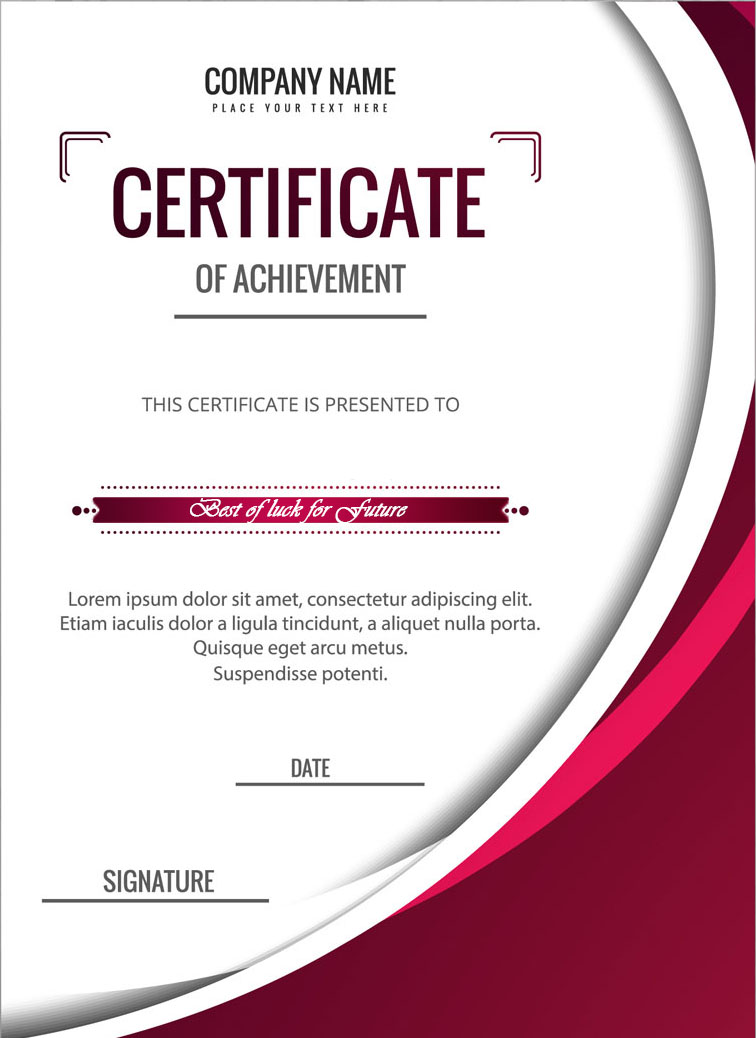 COMPANY NAME
PLACE YOUR TEXT HERE
CERTIFICATE
OF ACHIEVEMENT
THIS CERTIFICATE IS PRESENTED TO
Best of luck for Future
Lorem ipsum dolor sit amet, consectetur adipiscing elit.
Etiam iaculis dolor a ligula tincidunt, a aliquet nulla porta.
Quisque eget arcu metus.
Suspendisse potenti.
DATE
SIGNATURE